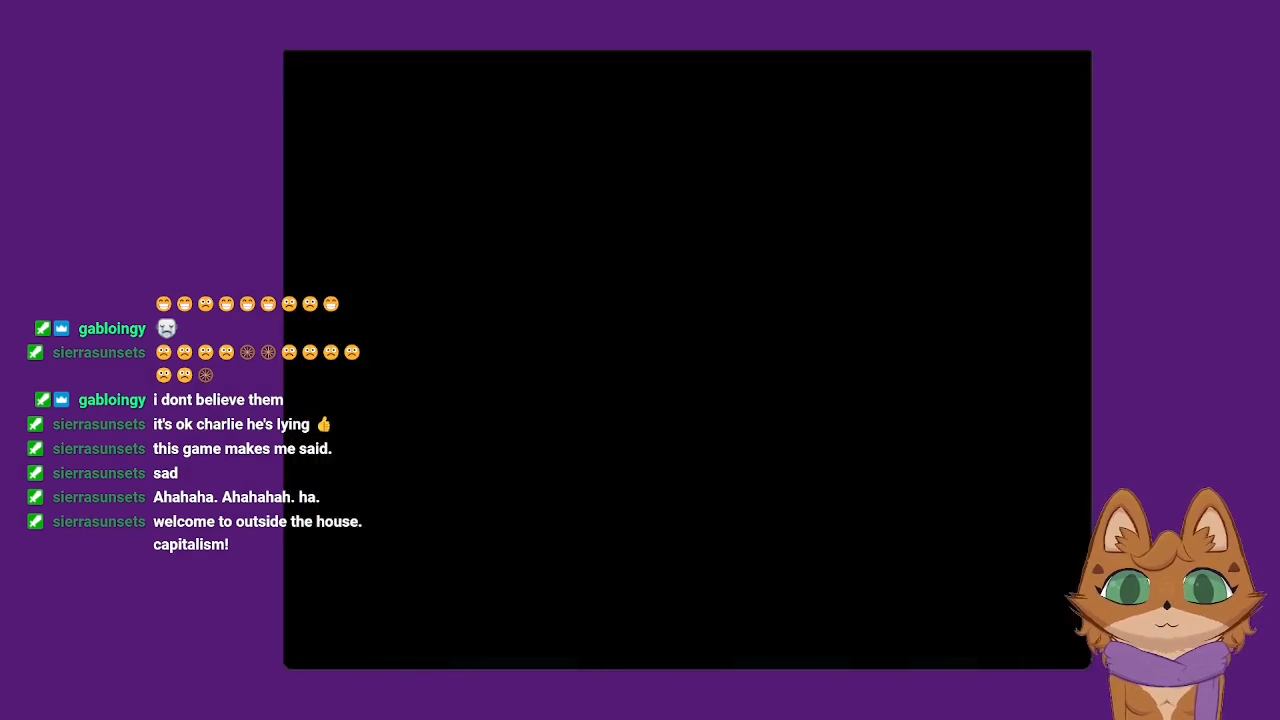 😁😁🙁😁😁😁🙁🙁😁
gabloingy
sierrasunsets 🙁🙁🙁🙁🙁🙁🙁🙁
🙁🙁
gabloingy i dont believe them
sierrasunsets it's ok charlie he's lying 👍
sierrasunsets this game makes me said.
sierrasunsets sad
sierrasunsets Ahahaha. Ahahahah. ha.
sierrasunsets welcome to outside the house.
capitalism!